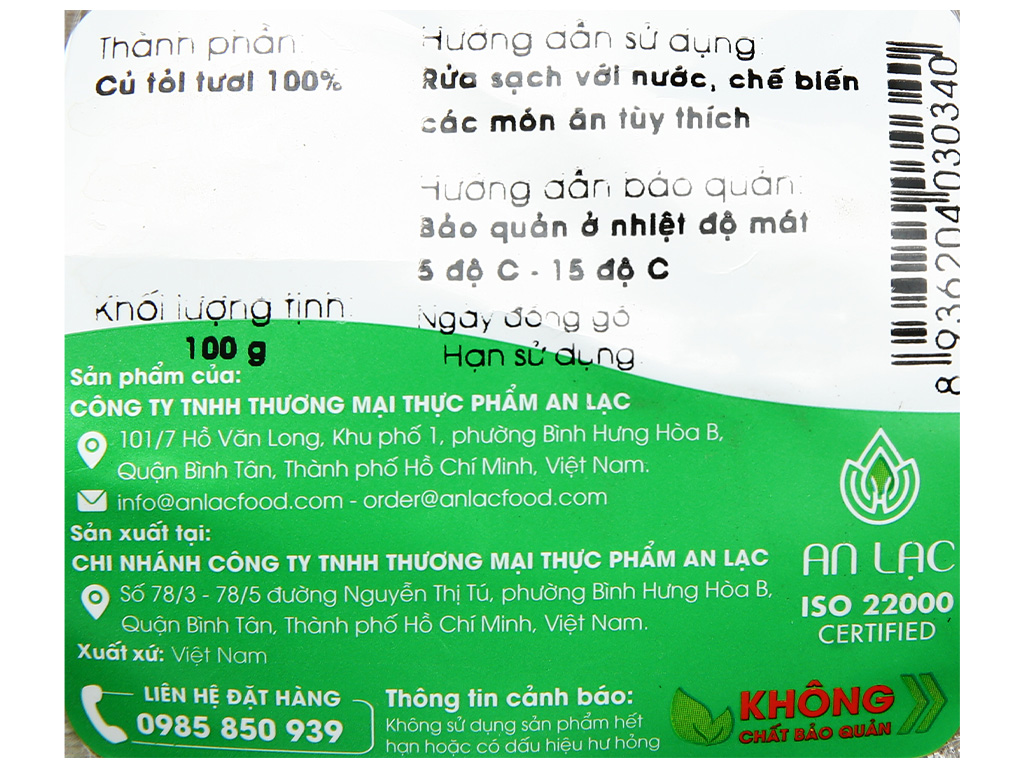 Thành phần:
Củ tỏi tươi 100%
Hướng dẫn sử dụng:
Rửa sạch với nước, chế biến
các món ăn tùy thích
Hướng dẫn bảo quản:
Bảo quản ở nhiệt độ mát
5 độ C - 15 độ C
Khối lượng tịnh:
100 g
Ngày đóng gó
Hạn sử dụng
8936204030340
Sản phẩm của:
CÔNG TY TNHH THƯƠNG MẠI THỰC PHẨM AN LẠC
101/7 Hồ Văn Long, Khu phố 1, phường Bình Hưng Hòa B,
Quận Bình Tân, Thành phố Hồ Chí Minh, Việt Nam.
info@anlacfood.com - order@anlacfood.com
Sản xuất tại:
CHI NHÁNH CÔNG TY TNHH THƯƠNG MẠI THỰC PHẨM AN LẠC
Số 78/3 - 78/5 đường Nguyễn Thị Tú, phường Bình Hưng Hòa B,
Quận Bình Tân, Thành phố Hồ Chí Minh, Việt Nam.
Xuất xứ: Việt Nam
AN LẠC
ISO 22000
CERTIFIED
LIÊN HỆ ĐẶT HÀNG
0985 850 939
Thông tin cảnh báo:
Không sử dụng sản phẩm hết
hạn hoặc có dấu hiệu hư hỏng
KHÔNG
CHẤT BẢO QUẢN